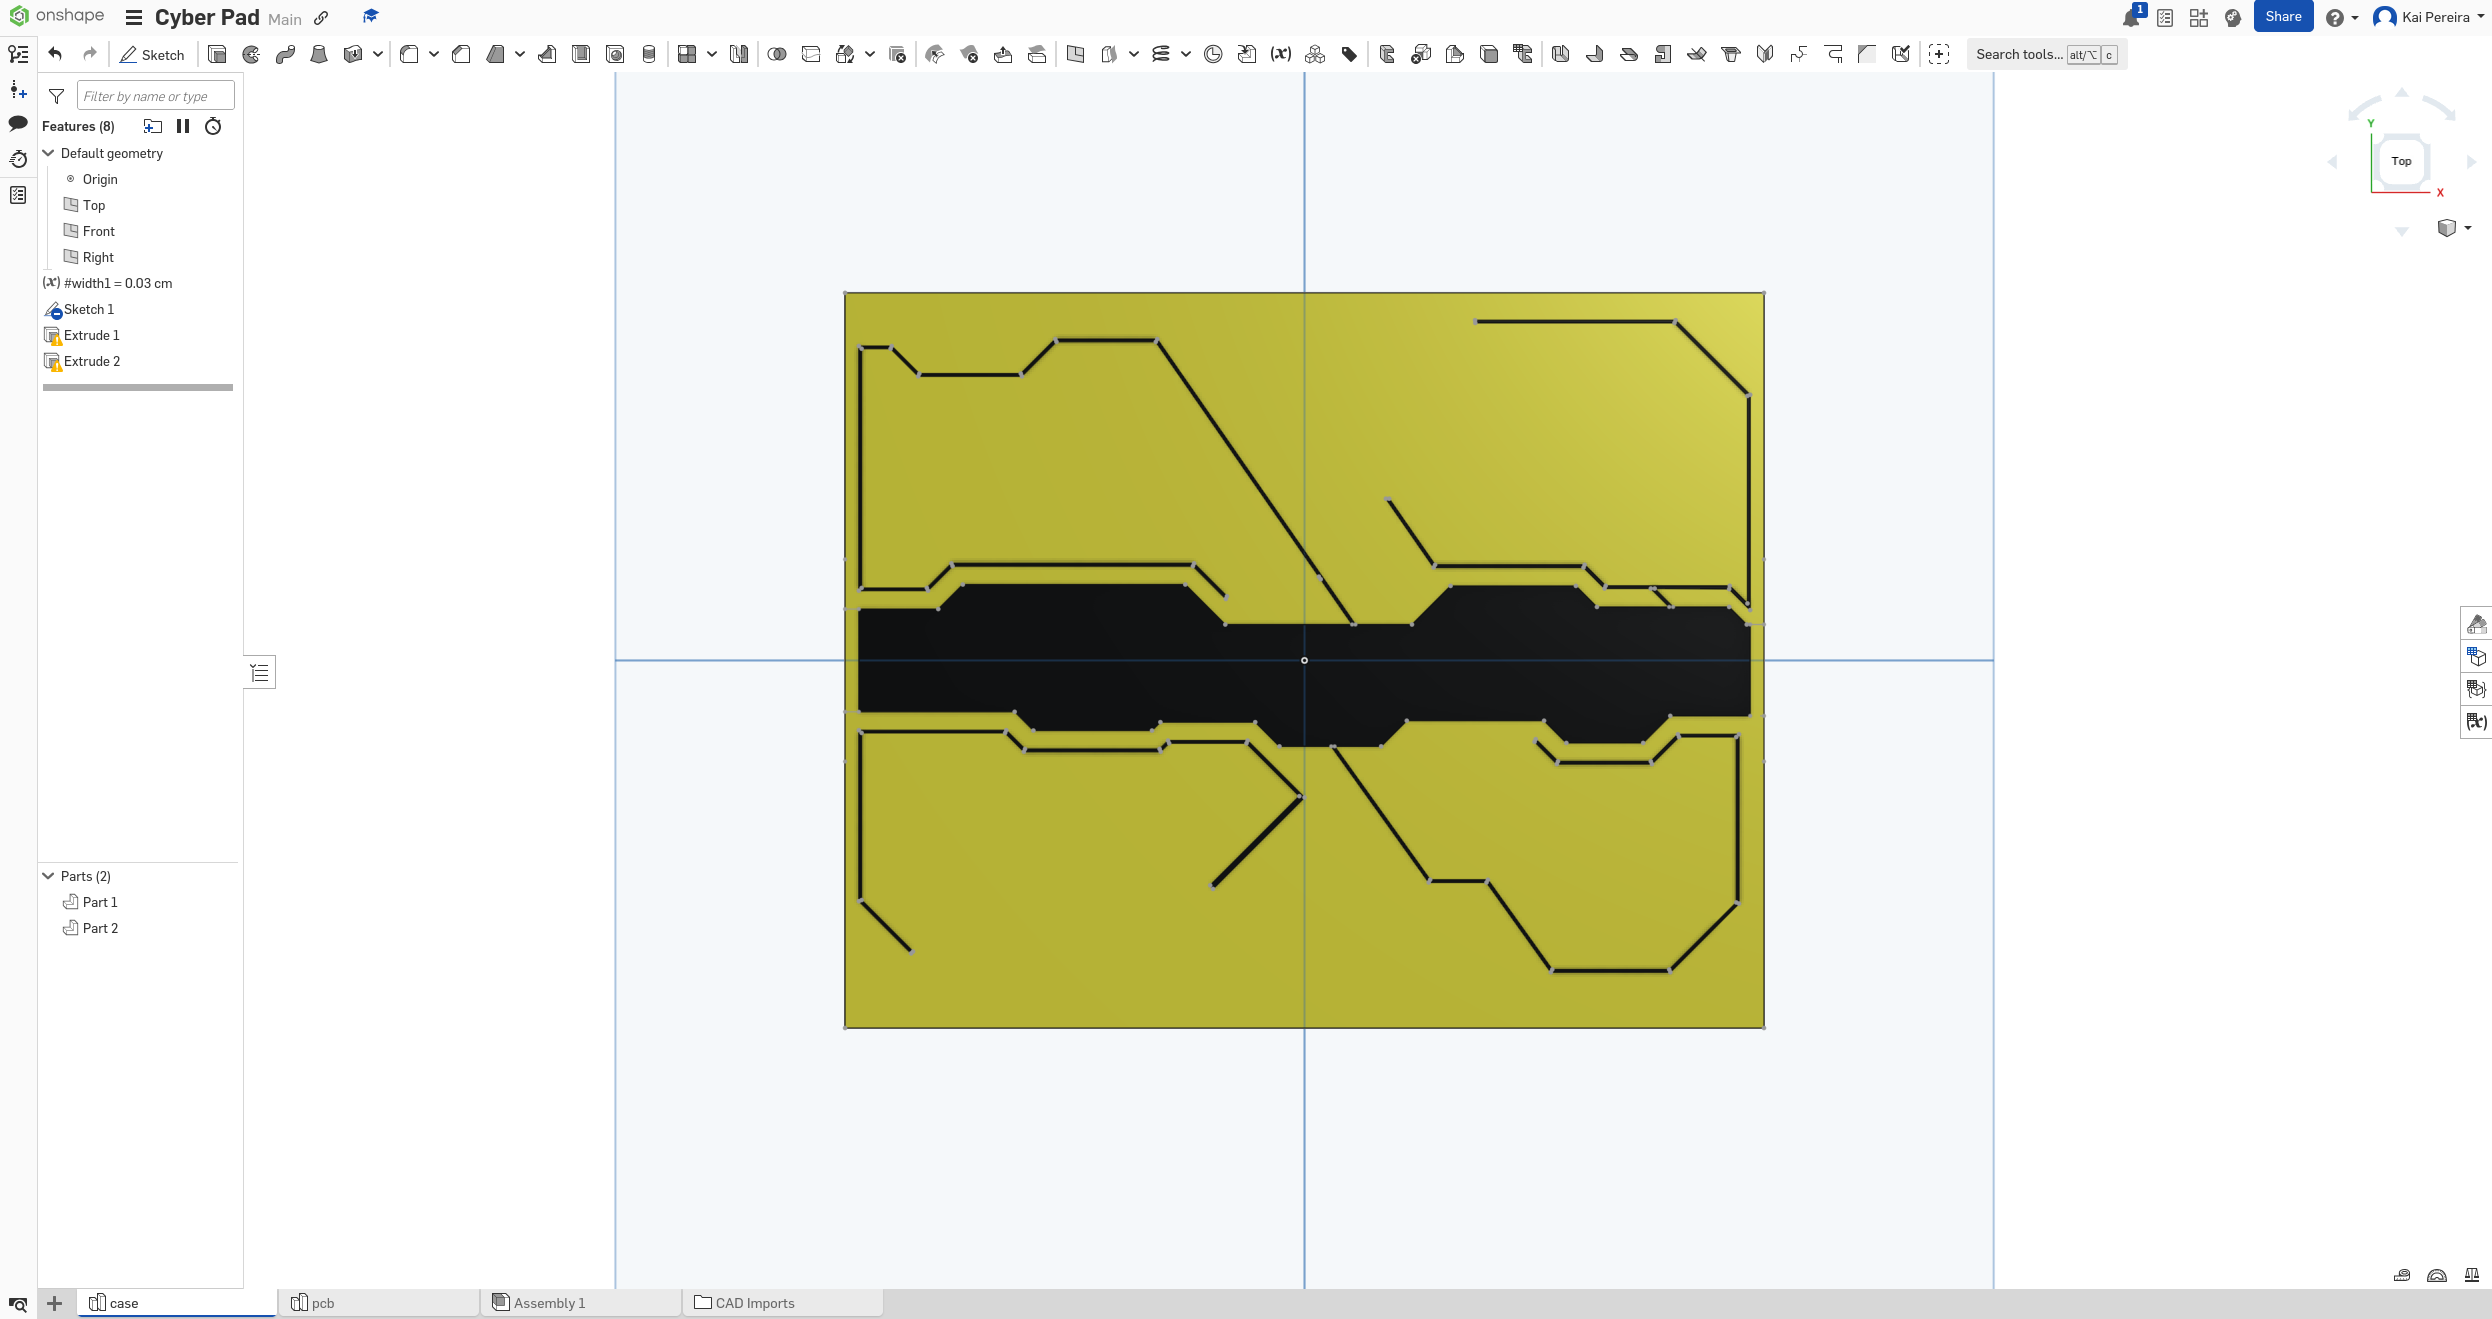 onshape
Cyber Pad Main
1
Share
Kai Pereira
Sketch
Search tools... alt/⌥ c
Filter by name or type
Features (8)
Default geometry
Origin
Top
Front
Right
(x) #width1 = 0.03 cm
Sketch 1
Extrude 1
Extrude 2
Y
Top
X
Parts (2)
Part 1
Part 2
case
pcb
Assembly 1
CAD Imports